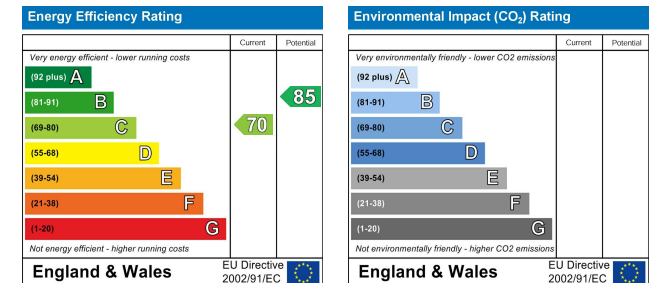 Energy Efficiency Rating
Current Potential
Very energy efficient - lower running costs
(92 plus) A
(81-91) B
(69-80) C
(55-68) D
(39-54) E
(21-38) F
(1-20) G
70
85
Not energy efficient - higher running costs
England & Wales
EU Directive
2002/91/EC
Environmental Impact (CO₂) Rating
Current Potential
Very environmentally friendly - lower CO2 emissions
(92 plus) A
(81-91) B
(69-80) C
(55-68) D
(39-54) E
(21-38) F
(1-20) G
Not environmentally friendly - higher CO2 emissions
England & Wales
EU Directive
2002/91/EC